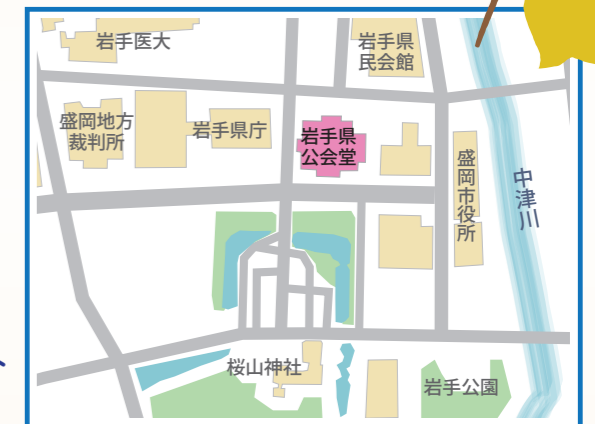 岩手医大
岩手県
民会館
盛岡地方
裁判所
岩手県庁
岩手県
公会堂
盛岡市役所
中津川
桜山神社
岩手公園